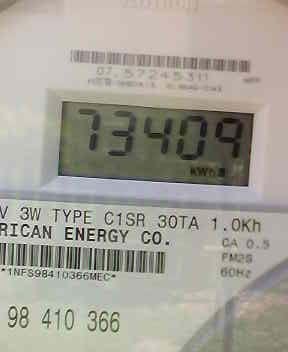 07.57245311
73409
kWh
V 3W TYPE C1SR 30TA 1.0Kh
RICAN ENERGY CO.
CA 0.5
FM2S
60Hz
*1NFS98410366MEC*
98 410 366